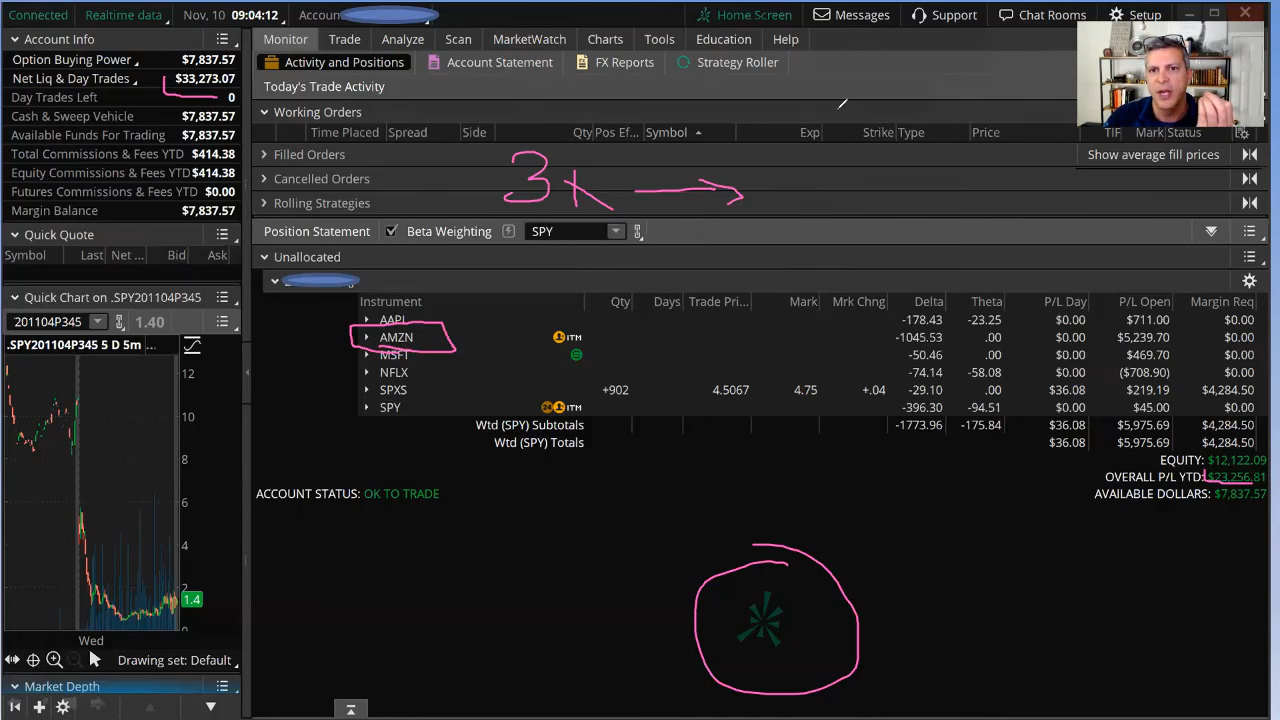 Connected Realtime data Nov, 10 09:04:12 Accoun Home Screen Messages Support Chat Rooms Setup
Account Info
Option Buying Power $7,837.57
Net Liq & Day Trades $33,273.07
Day Trades Left 0
Cash & Sweep Vehicle $7,837.57
Available Funds For Trading $7,837.57
Total Commissions & Fees YTD $414.38
Equity Commissions & Fees YTD $414.38
Futures Commissions & Fees YTD $0.00
Margin Balance $7,837.57
Quick Quote
Symbol Last Net ... Bid Ask
Quick Chart on .SPY201104P345
201104P345 1.40
.SPY201104P345 5 D 5m ...
12
10
8
6
4
2
0
1.4
Wed
Drawing set: Default
Market Depth
Monitor Trade Analyze Scan MarketWatch Charts Tools Education Help
Activity and Positions Account Statement FX Reports Strategy Roller
Today's Trade Activity
Working Orders
Time Placed Spread Side Qty Pos Ef... Symbol Exp Strike Type Price TIF Mark Status
Filled Orders Show average fill prices
Cancelled Orders
3x
Rolling Strategies
Position Statement Beta Weighting SPY
Unallocated
Instrument Qty Days Trade Pri... Mark Mrk Chng Delta Theta P/L Day P/L Open Margin Req
AAPL -178.43 -23.25 $0.00 $711.00 $0.00
AMZN ITM -1045.53 .00 $0.00 $5,239.70 $0.00
MSFT -50.46 .00 $0.00 $469.70 $0.00
NFLX -74.14 -58.08 $0.00 ($708.90) $0.00
SPXS +902 4.5067 4.75 +.04 -29.10 .00 $36.08 $219.19 $4,284.50
SPY 24 ITM -396.30 -94.51 $0.00 $45.00 $0.00
Wtd (SPY) Subtotals -1773.96 -175.84 $36.08 $5,975.69 $4,284.50
Wtd (SPY) Totals $36.08 $5,975.69 $4,284.50
EQUITY: $12,122.09
OVERALL P/L YTD: $23,256.81
ACCOUNT STATUS: OK TO TRADE AVAILABLE DOLLARS: $7,837.57